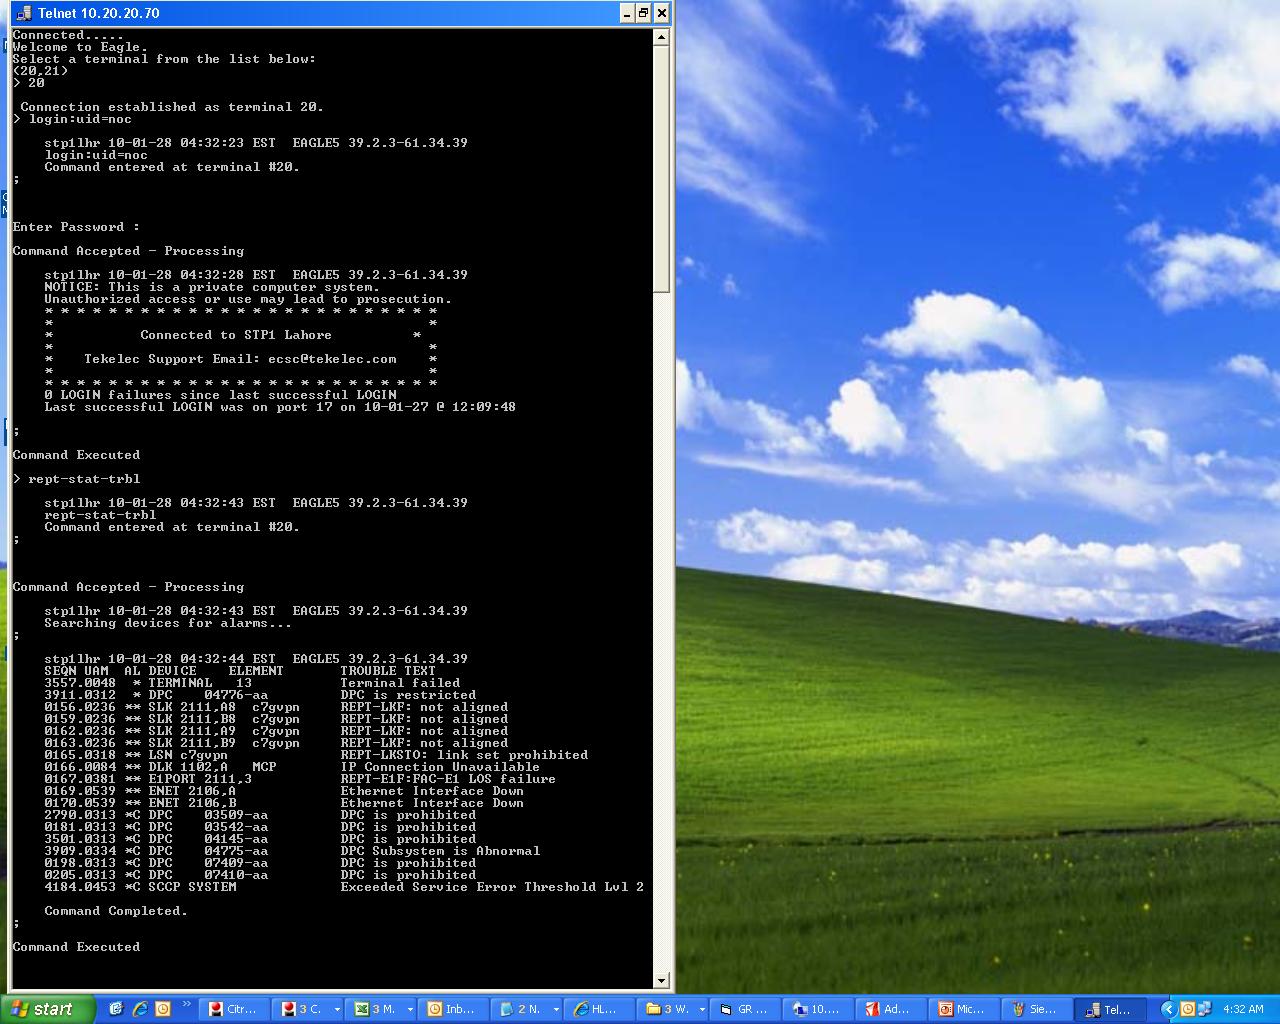 Telnet 10.20.20.70
Connected.....
Welcome to Eagle.
Select a terminal from the list below:
(20,21)
> 20
Connection established as terminal 20.
> login:uid=noc
stp1lhr 10-01-28 04:32:23 EST  EAGLE5 39.2.3-61.34.39
login:uid=noc
Command entered at terminal #20.
;
Enter Password :
Command Accepted - Processing
stp1lhr 10-01-28 04:32:28 EST  EAGLE5 39.2.3-61.34.39
NOTICE: This is a private computer system.
Unauthorized access or use may lead to prosecution.
* * * * * * * * * * * * * * * * * * * * * * * * *
*                                               *
*           Connected to STP1 Lahore          *
*                                               *
*    Tekelec Support Email: ecsc@tekelec.com    *
*                                               *
* * * * * * * * * * * * * * * * * * * * * * * * *
0 LOGIN failures since last successful LOGIN
Last successful LOGIN was on port 17 on 10-01-27 @ 12:09:48
;
Command Executed
> rept-stat-trbl
stp1lhr 10-01-28 04:32:43 EST  EAGLE5 39.2.3-61.34.39
rept-stat-trbl
Command entered at terminal #20.
;
Command Accepted - Processing
stp1lhr 10-01-28 04:32:43 EST  EAGLE5 39.2.3-61.34.39
Searching devices for alarms...
;
stp1lhr 10-01-28 04:32:44 EST  EAGLE5 39.2.3-61.34.39
SEQN UAM  AL DEVICE    ELEMENT       TROUBLE TEXT
3557.0048  * TERMINAL   13           Terminal failed
3911.0312  * DPC    04776-aa         DPC is restricted
0156.0236 ** SLK 2111,A8  c7gvpn     REPT-LKF: not aligned
0159.0236 ** SLK 2111,B8  c7gvpn     REPT-LKF: not aligned
0162.0236 ** SLK 2111,A9  c7gvpn     REPT-LKF: not aligned
0163.0236 ** SLK 2111,B9  c7gvpn     REPT-LKF: not aligned
0165.0318 ** LSN c7gvpn              REPT-LKSTO: link set prohibited
0166.0084 ** DLK 1102,A   MCP        IP Connection Unavailable
0167.0381 ** E1PORT 2111,3           REPT-E1F:FAC-E1 LOS failure
0169.0539 ** ENET 2106,A             Ethernet Interface Down
0170.0539 ** ENET 2106,B             Ethernet Interface Down
2790.0313 *C DPC    03509-aa         DPC is prohibited
0181.0313 *C DPC    03542-aa         DPC is prohibited
3501.0313 *C DPC    04145-aa         DPC is prohibited
3909.0334 *C DPC    04775-aa         DPC Subsystem is Abnormal
0198.0313 *C DPC    07409-aa         DPC is prohibited
0205.0313 *C DPC    07410-aa         DPC is prohibited
4184.0453 *C SCCP SYSTEM             Exceeded Service Error Threshold Lvl 2
Command Completed.
;
Command Executed
start
Citr...
3 C.
3 M.
Inb...
2 N.
HL...
3 W.
GR ...
10....
Ad...
Mic...
Sie...
Tel...
4:32 AM